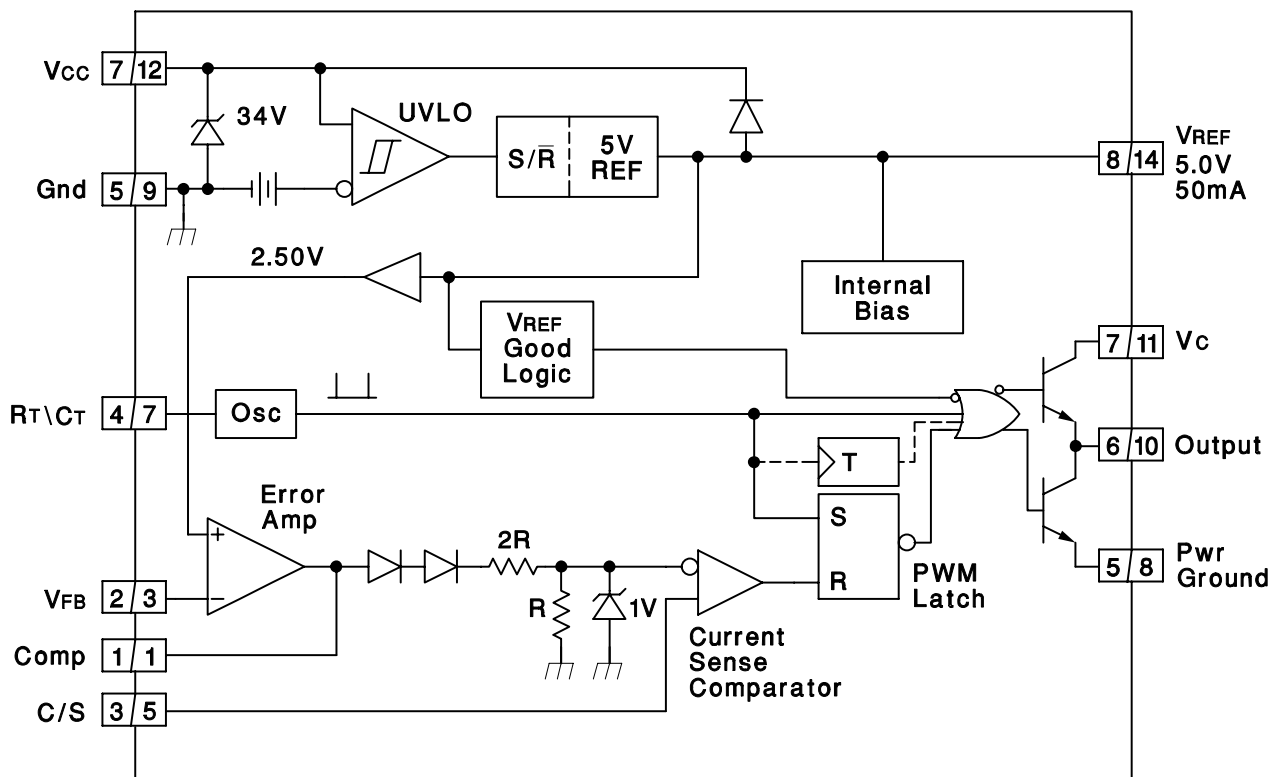 Vcc 7/12
34V
UVLO
S/R̅
5V
REF
8/14
VREF
5.0V
50mA
Gnd 5/9
2.50V
Internal
Bias
VREF
Good
Logic
7/11 Vc
RT\CT 4/7
Osc
6/10 Output
T
Error
Amp
+
−
S
R
2R
R
1V
PWM
Latch
5/8
Pwr
Ground
VFB 2/3
Comp 1/1
Current
Sense
Comparator
C/S 3/5